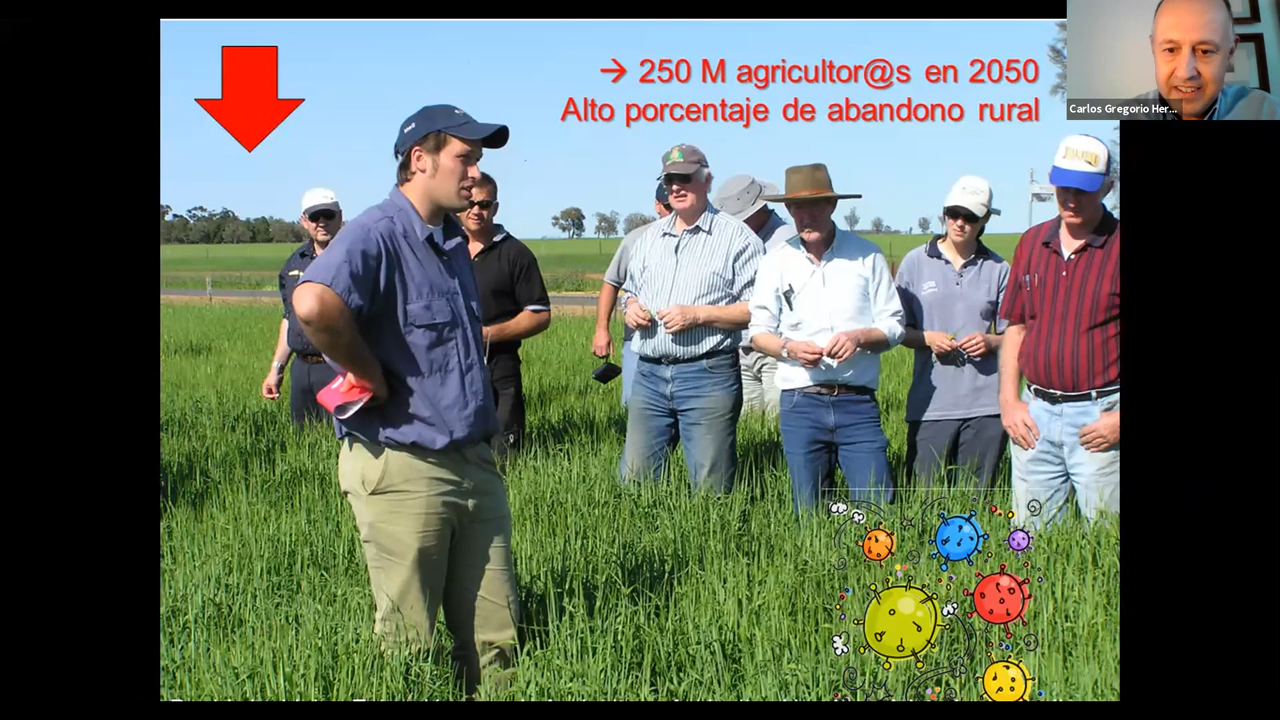 → 250 M agricultor@s en 2050
Alto porcentaje de abandono rural
Carlos Gregorio Her...